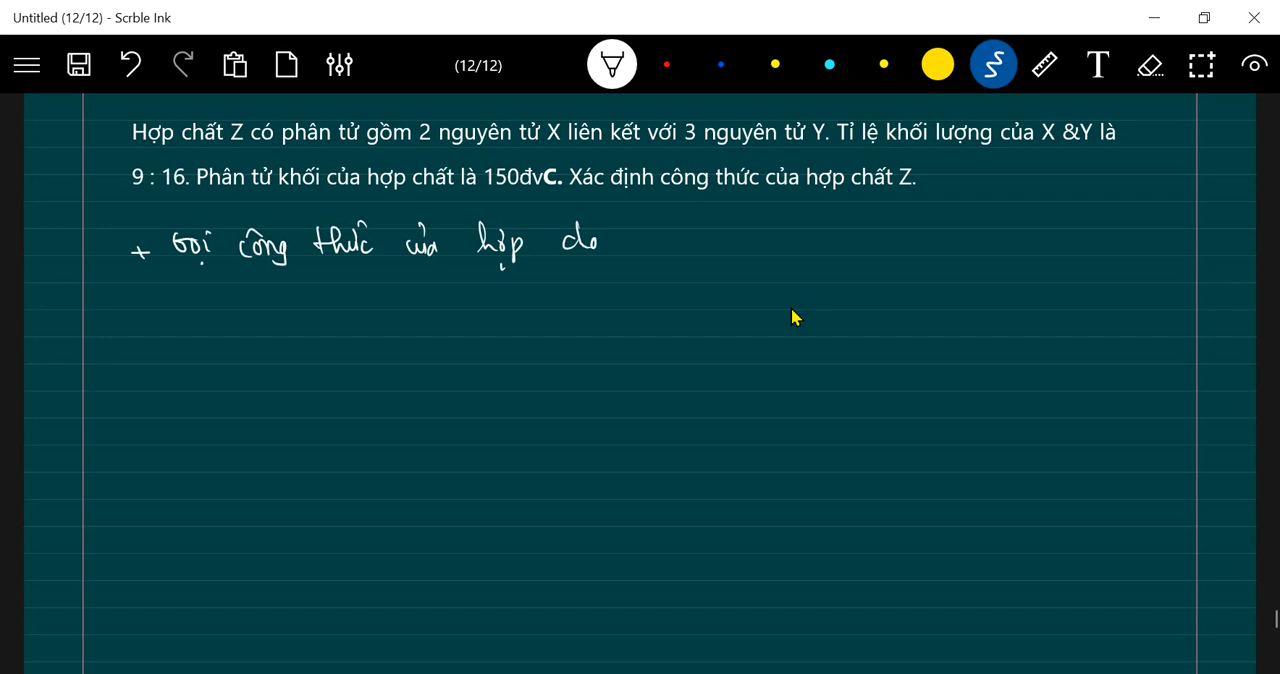 Untitled (12/12) - Scrble Ink
(12/12)
T
Hợp chất Z có phân tử gồm 2 nguyên tử X liên kết với 3 nguyên tử Y. Tỉ lệ khối lượng của X &Y là
9 : 16. Phân tử khối của hợp chất là 150đvC. Xác định công thức của hợp chất Z.
+ Gọi công thức của hợp